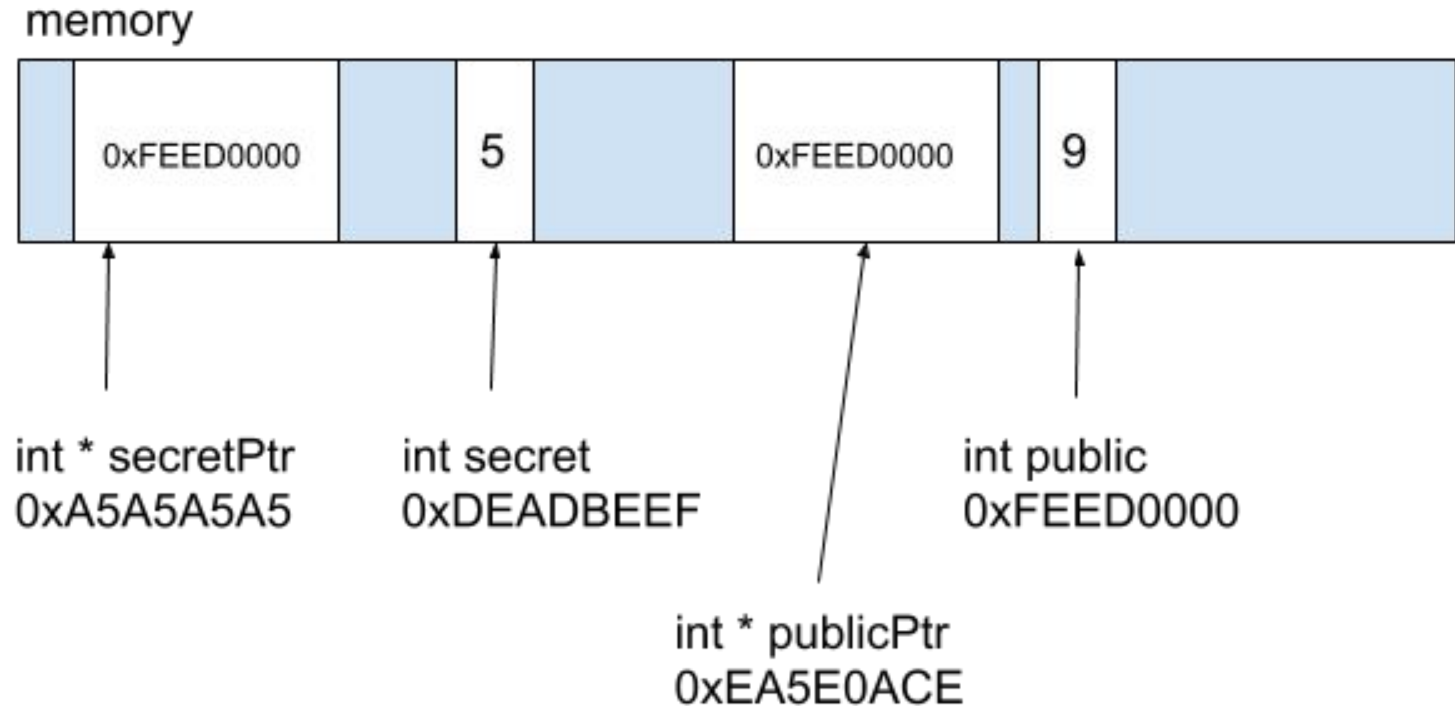 memory
0xFEED0000 5 0xFEED0000 9
int * secretPtr
0xA5A5A5A5
int secret
0xDEADBEEF
int public
0xFEED0000
int * publicPtr
0xEA5E0ACE